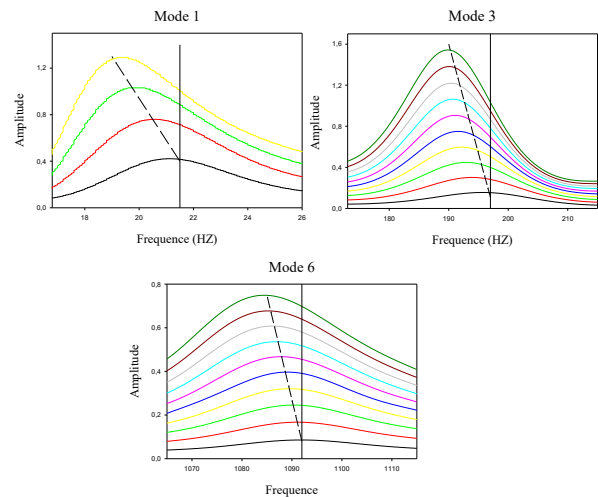 Mode 1
Amplitude
1,2
0,8
0,4
0,0
18 20 22 24 26
Frequence (HZ)
Mode 3
Amplitude
1,6
1,2
0,8
0,4
0,0
180 190 200 210
Frequence (HZ)
Mode 6
Amplitude
0,8
0,6
0,4
0,2
0,0
1070 1080 1090 1100 1110
Frequence